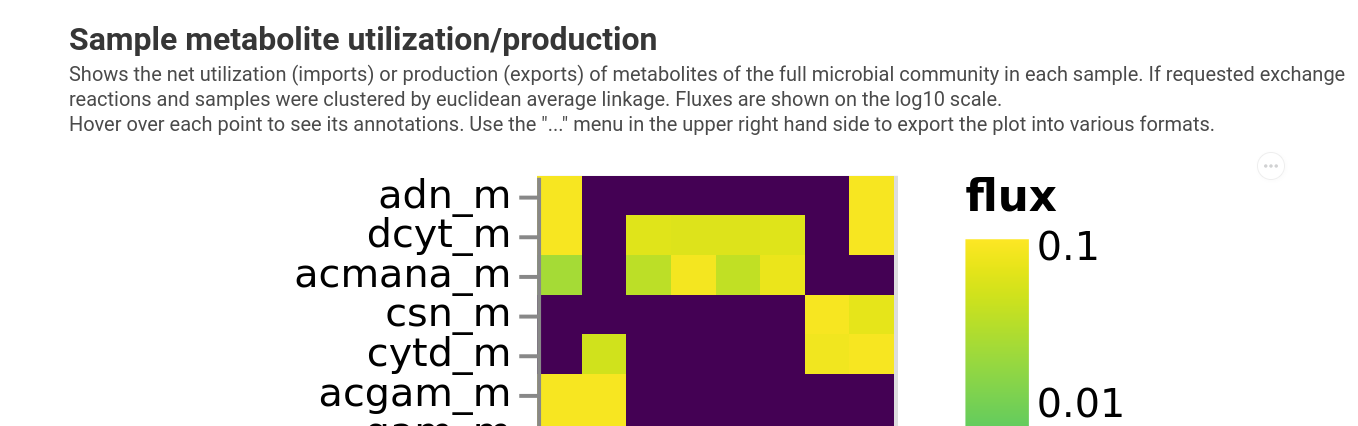 Sample metabolite utilization/production
Shows the net utilization (imports) or production (exports) of metabolites of the full microbial community in each sample. If requested exchange
reactions and samples were clustered by euclidean average linkage. Fluxes are shown on the log10 scale.
Hover over each point to see its annotations. Use the "..." menu in the upper right hand side to export the plot into various formats.
adn_m
dcyt_m
acmana_m
csn_m
cytd_m
acgam_m
flux
0.1
0.01